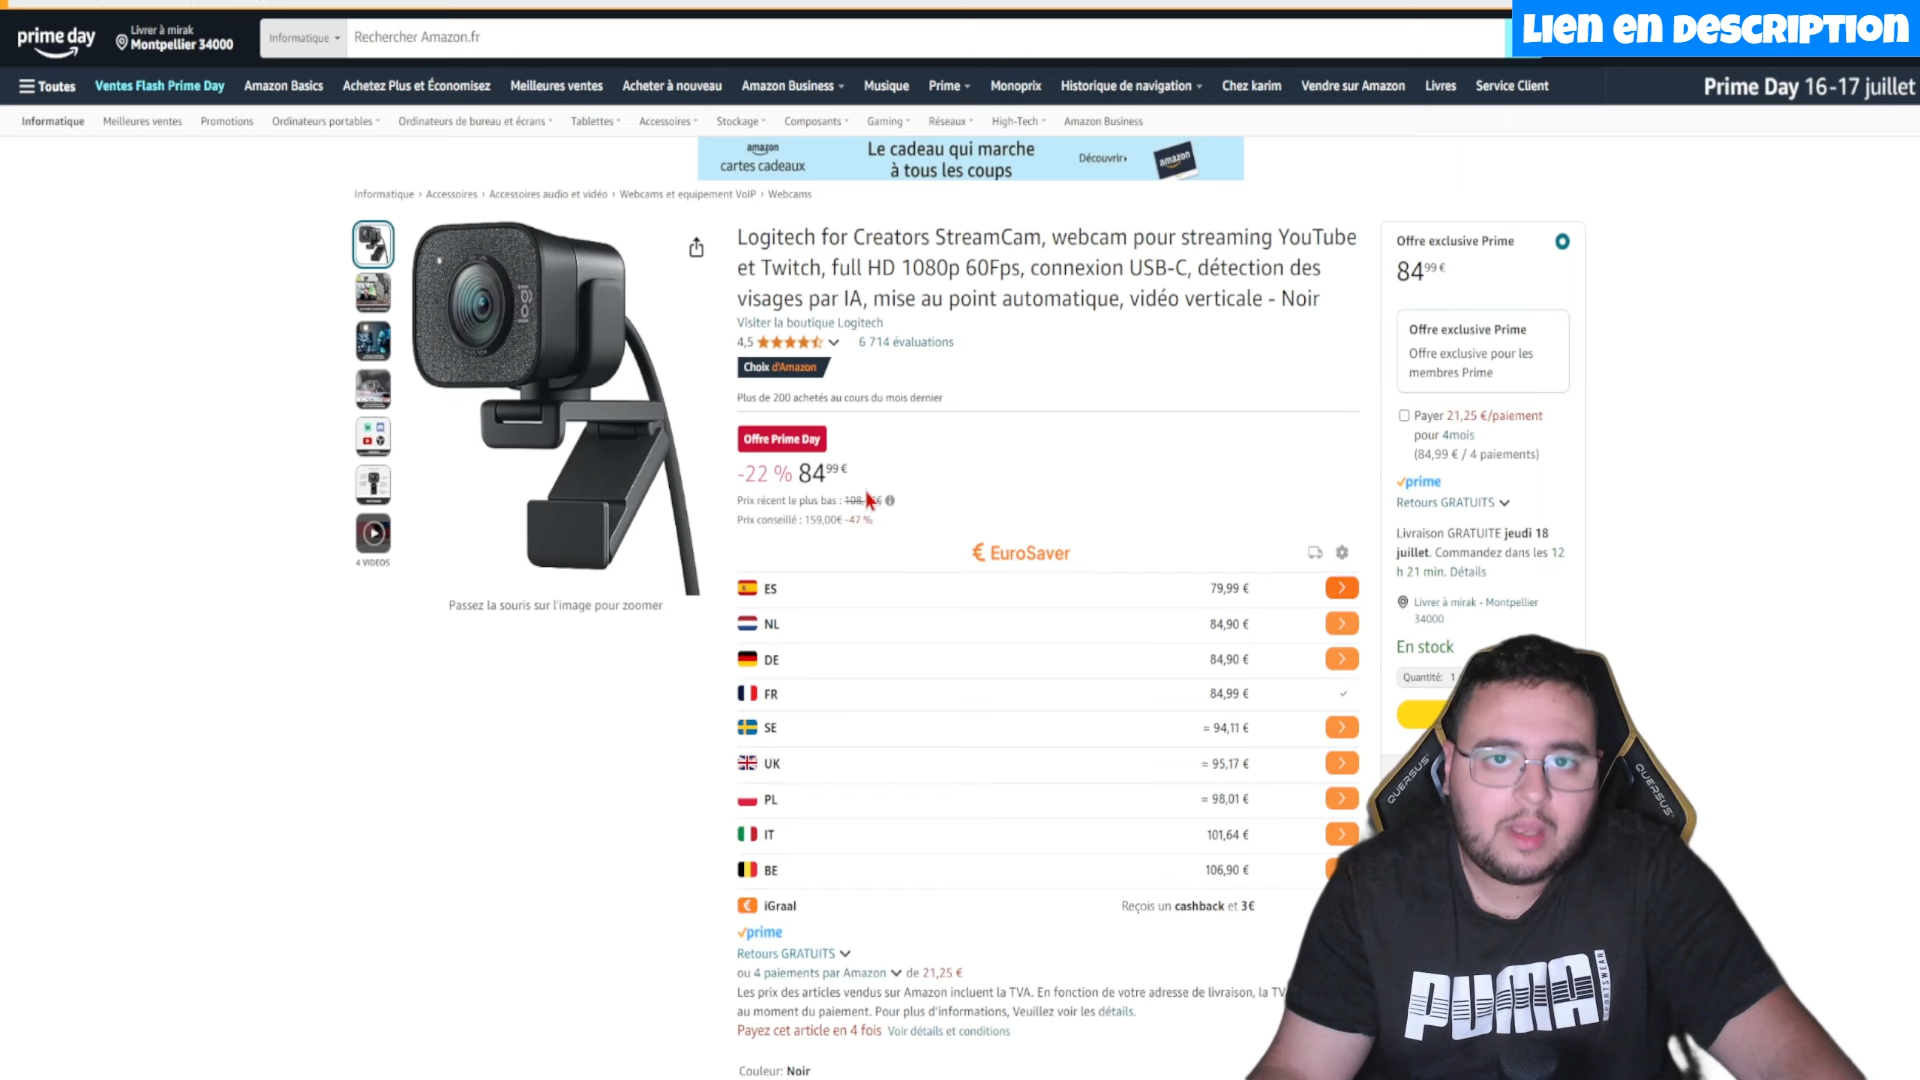 Lien en description
prime day
Livrer à mirak
Montpellier 34000
Informatique
Rechercher Amazon.fr
Toutes
Ventes Flash Prime Day
Amazon Basics
Achetez Plus et Économisez
Meilleures ventes
Acheter à nouveau
Amazon Business
Musique
Prime
Monoprix
Historique de navigation
Chez karim
Vendre sur Amazon
Livres
Service Client
Prime Day 16-17 juillet
Informatique
Meilleures ventes
Promotions
Ordinateurs portables
Ordinateurs de bureau et écrans
Tablettes
Accessoires
Stockage
Composants
Gaming
Réseaux
High-Tech
Amazon Business
amazon
cartes cadeaux
Le cadeau qui marche
à tous les coups
Découvrir›
amazon
Informatique › Accessoires › Accessoires audio et vidéo › Webcams et equipement VoIP › Webcams
logi
4 VIDÉOS
Passez la souris sur l'image pour zoomer
Logitech for Creators StreamCam, webcam pour streaming YouTube
et Twitch, full HD 1080p 60Fps, connexion USB-C, détection des
visages par IA, mise au point automatique, vidéo verticale - Noir
Visiter la boutique Logitech
4,5
6 714 évaluations
Choix d'Amazon
Plus de 200 achetés au cours du mois dernier
Offre Prime Day
-22 % 84,99 €
Prix récent le plus bas : 108,
Prix conseillé : 159,00€ -47 %
€ EuroSaver
ES 79,99 €
NL 84,90 €
DE 84,90 €
FR 84,99 €
SE ≈ 94,11 €
UK ≈ 95,17 €
PL ≈ 98,01 €
IT 101,64 €
BE 106,90 €
iGraal Reçois un cashback et 3€
prime
Retours GRATUITS
ou 4 paiements par Amazon de 21,25 €
Les prix des articles vendus sur Amazon incluent la TVA. En fonction de votre adresse de livraison, la TV
au moment du paiement. Pour plus d'informations, Veuillez voir les détails.
Payez cet article en 4 fois Voir détails et conditions
Couleur: Noir
Offre exclusive Prime
84,99 €
Offre exclusive Prime
Offre exclusive pour les
membres Prime
Payer 21,25 €/paiement
pour 4mois
(84,99 € / 4 paiements)
prime
Retours GRATUITS
Livraison GRATUITE jeudi 18
juillet. Commandez dans les 12
h 21 min. Détails
Livrer à mirak - Montpellier
34000
En stock
Quantité: 1
QUERSUS
QUERSUS
PUMA
SPORTSWEAR